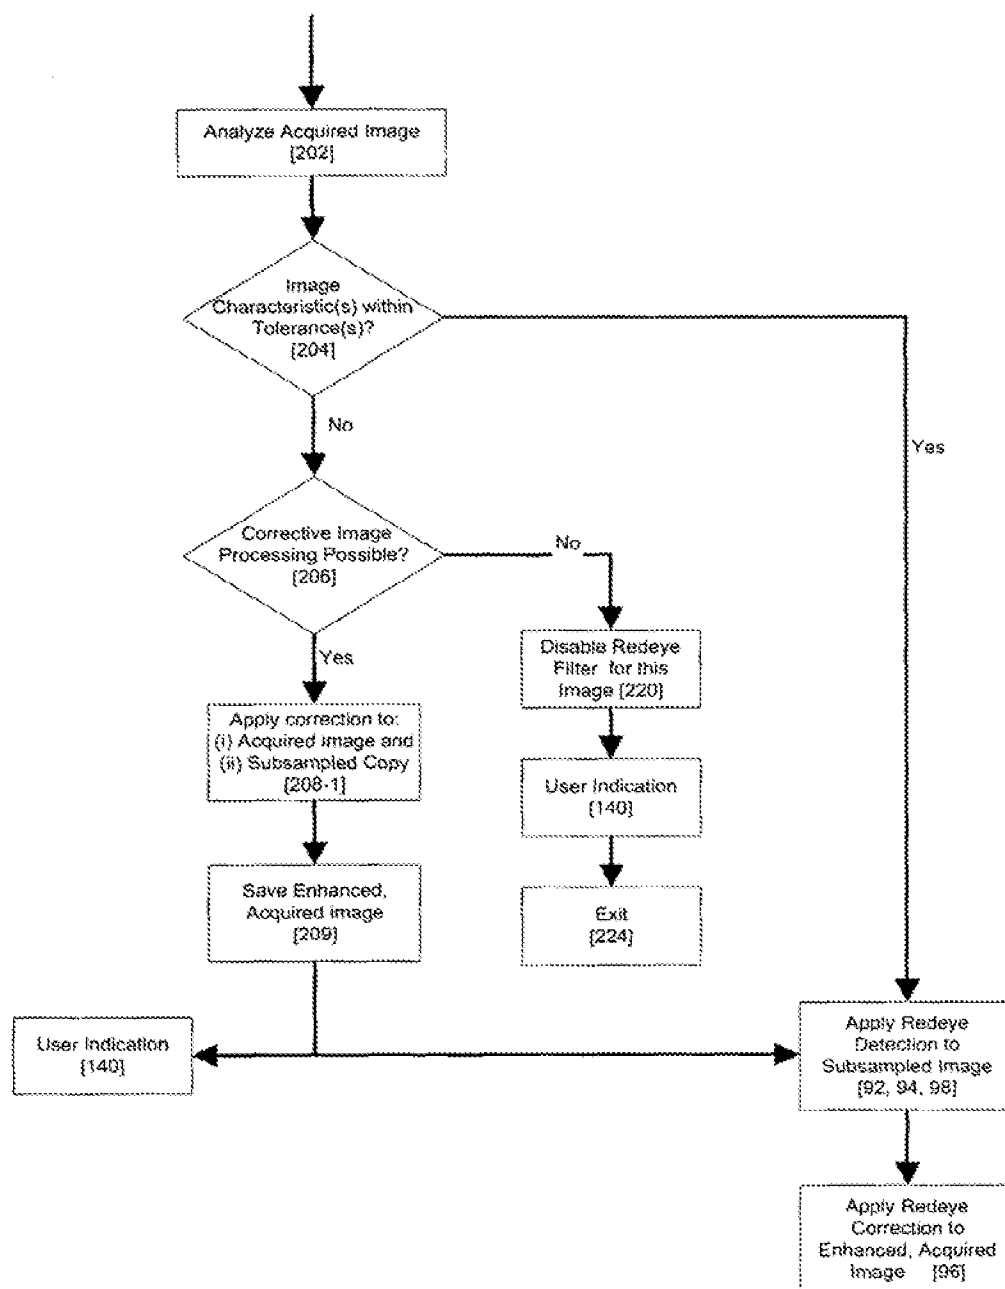 Analyze Acquired Image
[202]
Image
Characteristic(s) within
Tolerance(s)?
[204]
Yes
No
Corrective Image
Processing Possible?
[206]
No
Yes
Disable Redeye
Filter for this
Image [220]
Apply correction to:
(i) Acquired image and
(ii) Subsampled Copy
[208-1]
User Indication
[140]
Save Enhanced,
Acquired image
[209]
Exit
[224]
User Indication
[140]
Apply Redeye
Detection to
Subsampled Image
[92, 94, 98]
Apply Redeye
Correction to
Enhanced, Acquired
Image [96]